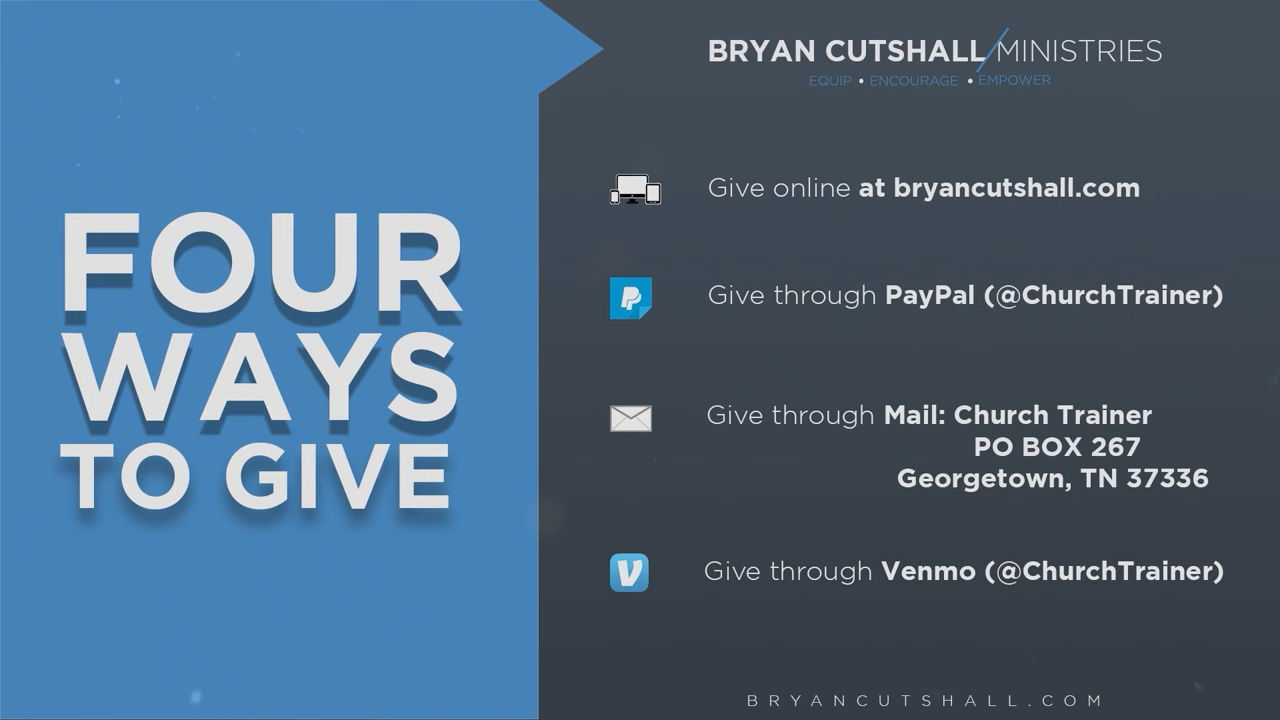 FOUR
WAYS
TO GIVE
BRYAN CUTSHALL/MINISTRIES
EQUIP • ENCOURAGE • EMPOWER
Give online at bryancutshall.com
Give through PayPal (@ChurchTrainer)
Give through Mail: Church Trainer
PO BOX 267
Georgetown, TN 37336
Give through Venmo (@ChurchTrainer)
BRYANCUTSHALL.COM